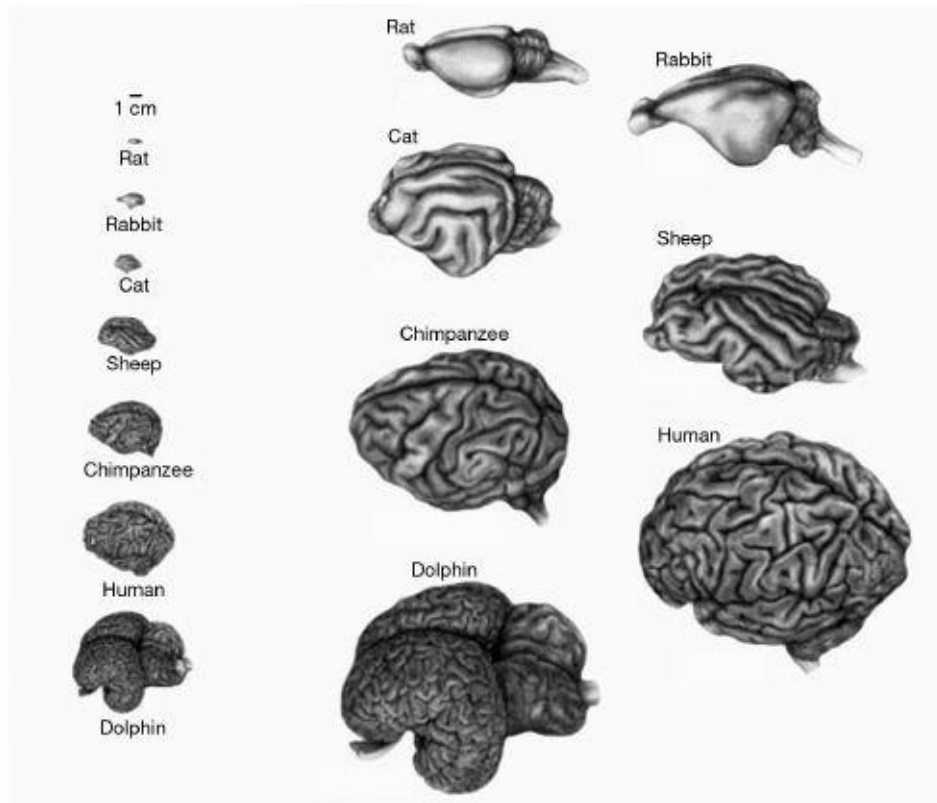 1 cm
Rat
Rabbit
Cat
Sheep
Chimpanzee
Human
Dolphin
Rat
Rabbit
Cat
Sheep
Chimpanzee
Human
Dolphin